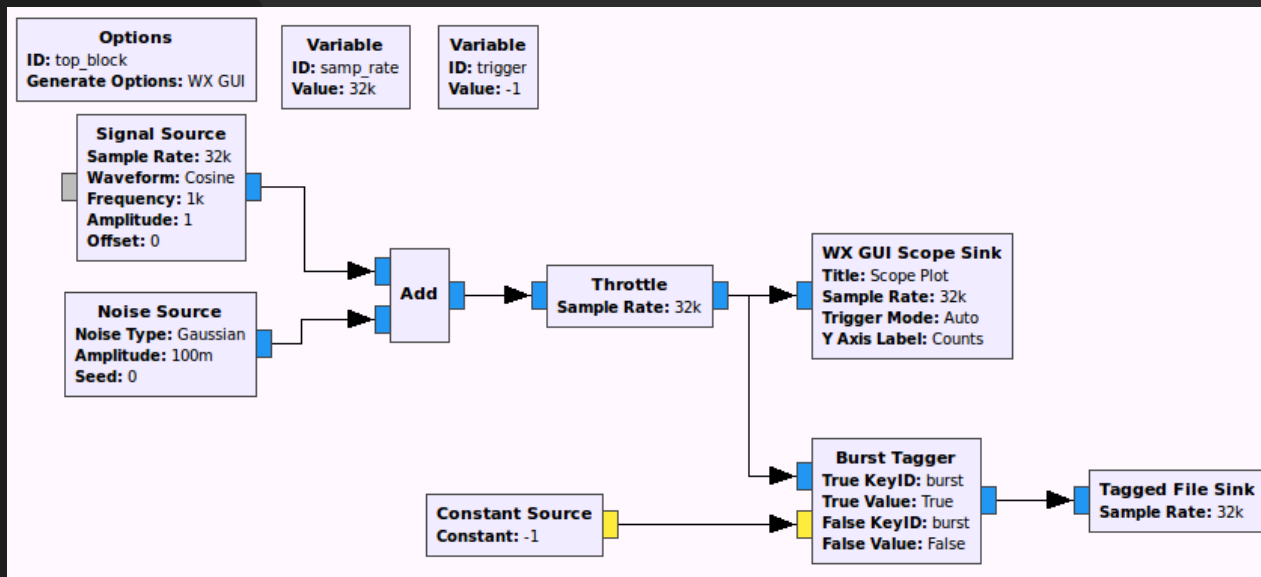 Options
ID: top_block
Generate Options: WX GUI
Variable
ID: samp_rate
Value: 32k
Variable
ID: trigger
Value: -1
Signal Source
Sample Rate: 32k
Waveform: Cosine
Frequency: 1k
Amplitude: 1
Offset: 0
Noise Source
Noise Type: Gaussian
Amplitude: 100m
Seed: 0
Add
Throttle
Sample Rate: 32k
WX GUI Scope Sink
Title: Scope Plot
Sample Rate: 32k
Trigger Mode: Auto
Y Axis Label: Counts
Constant Source
Constant: -1
Burst Tagger
True KeyID: burst
True Value: True
False KeyID: burst
False Value: False
Tagged File Sink
Sample Rate: 32k